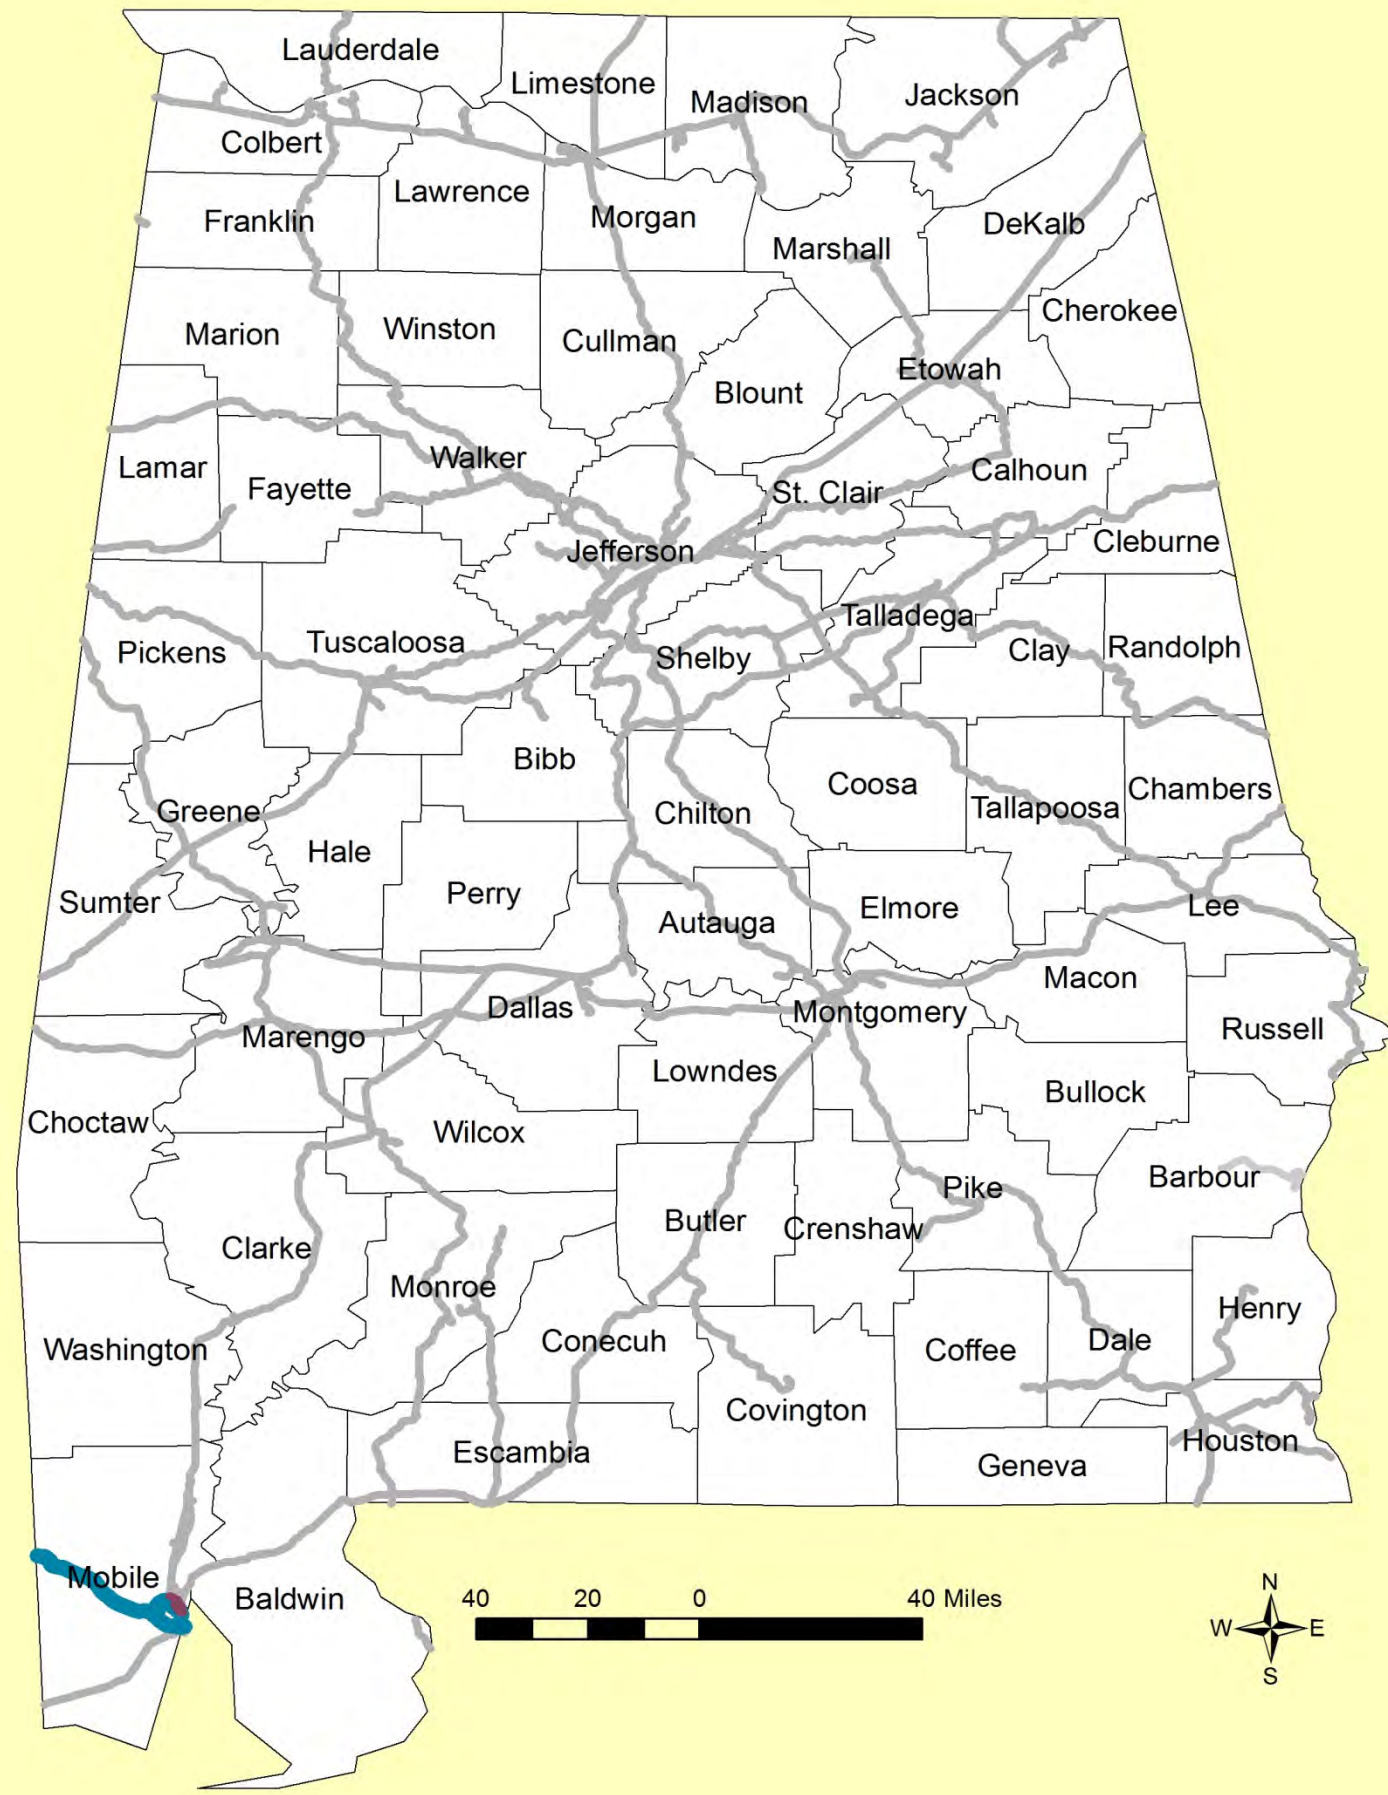 Lauderdale
Limestone
Madison
Jackson
Colbert
Lawrence
Franklin
Morgan
DeKalb
Marshall
Cherokee
Marion
Winston
Cullman
Etowah
Blount
Lamar
Walker
Calhoun
Fayette
St. Clair
Jefferson
Cleburne
Talladega
Pickens
Tuscaloosa
Shelby
Clay
Randolph
Bibb
Coosa
Chambers
Greene
Chilton
Tallapoosa
Hale
Perry
Sumter
Autauga
Elmore
Lee
Macon
Dallas
Montgomery
Marengo
Russell
Lowndes
Bullock
Choctaw
Wilcox
Barbour
Pike
Butler
Crenshaw
Clarke
Monroe
Henry
Washington
Conecuh
Coffee
Dale
Covington
Escambia
Geneva
Houston
Mobile
Baldwin
40 20 0 40 Miles
N
W E
S